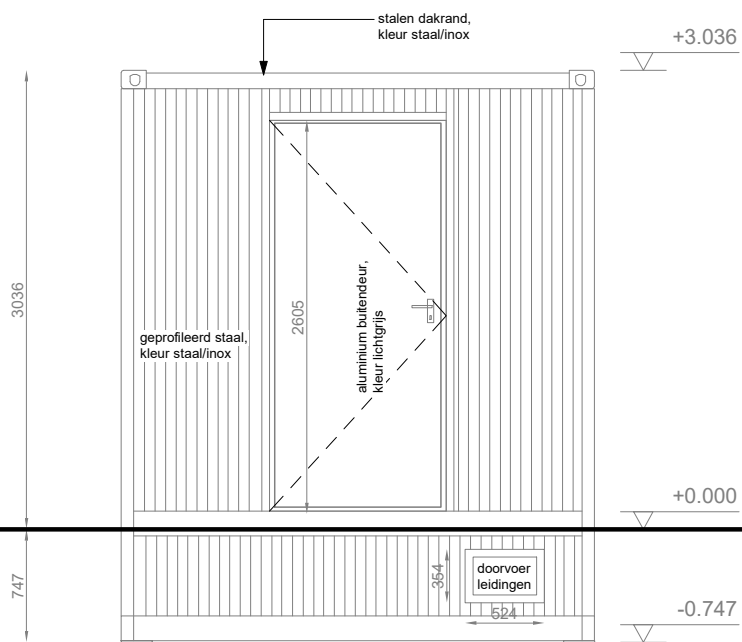 stalen dakrand,
kleur staal/inox
+3.036
3036
2605
aluminium buitendeur,
kleur lichtgrijs
geprofileerd staal,
kleur staal/inox
+0.000
747
354
doorvoer
leidingen
524
-0.747